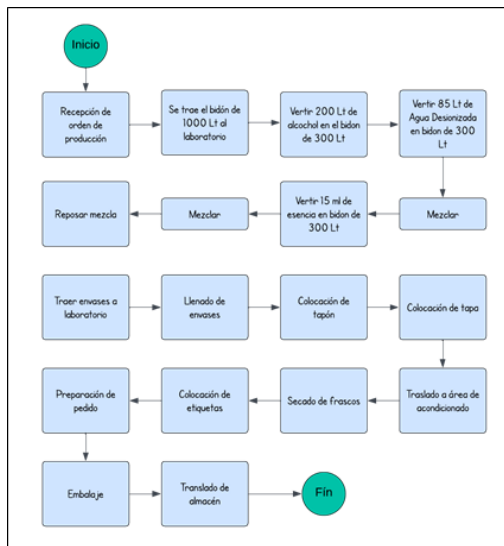 Inicio
Recepción de
orden de
producción
Se trae el bidón de
1000 Lt al
laboratorio
Vertir 200 Lt de
alcochol en el bidon
de 300 Lt
Vertir 85 Lt de
Agua Desionizada
en bidon de 300
Lt
Reposar mezcla
Mezclar
Vertir 15 ml de
esencia en bidon de
300 Lt
Mezclar
Traer envases a
laboratorio
Llenado de
envases
Colocación de
tapón
Colocación de tapa
Preparación de
pedido
Colocación de
etiquetas
Secado de frascos
Traslado a área de
acondicionado
Embalaje
Translado de
almacén
Fín